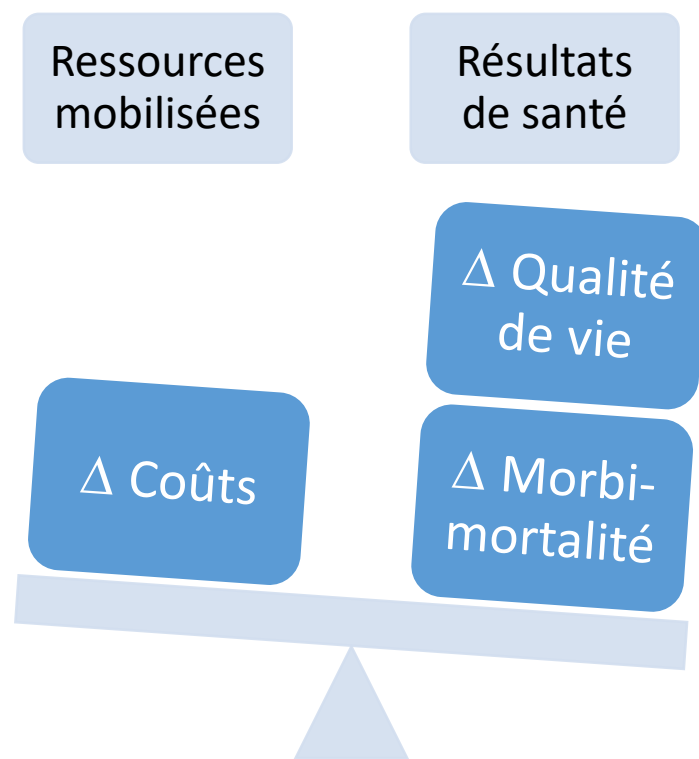 Ressources
mobilisées
Résultats
de santé
Δ Qualité
de vie
Δ Coûts
Δ Morbi-
mortalité